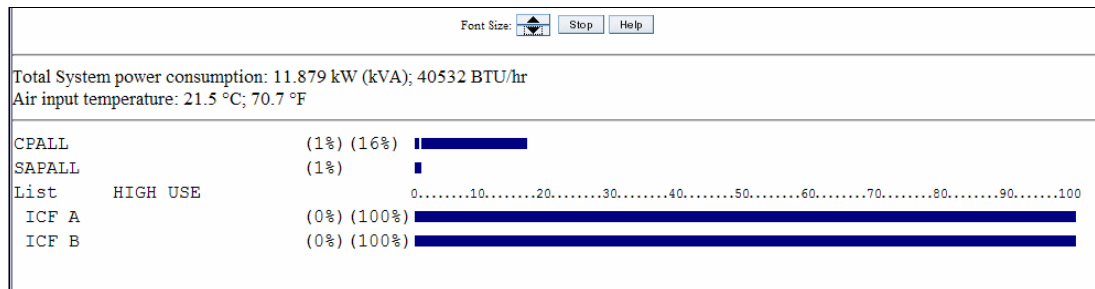 Font Size: Stop Help
Total System power consumption: 11.879 kW (kVA); 40532 BTU/hr
Air input temperature: 21.5 °C; 70.7 °F
CPALL (1%)(16%)
SAPALL (1%)
List HIGH USE 0........10........20........30........40........50........60........70........80........90......100
ICF A (0%)(100%)
ICF B (0%)(100%)